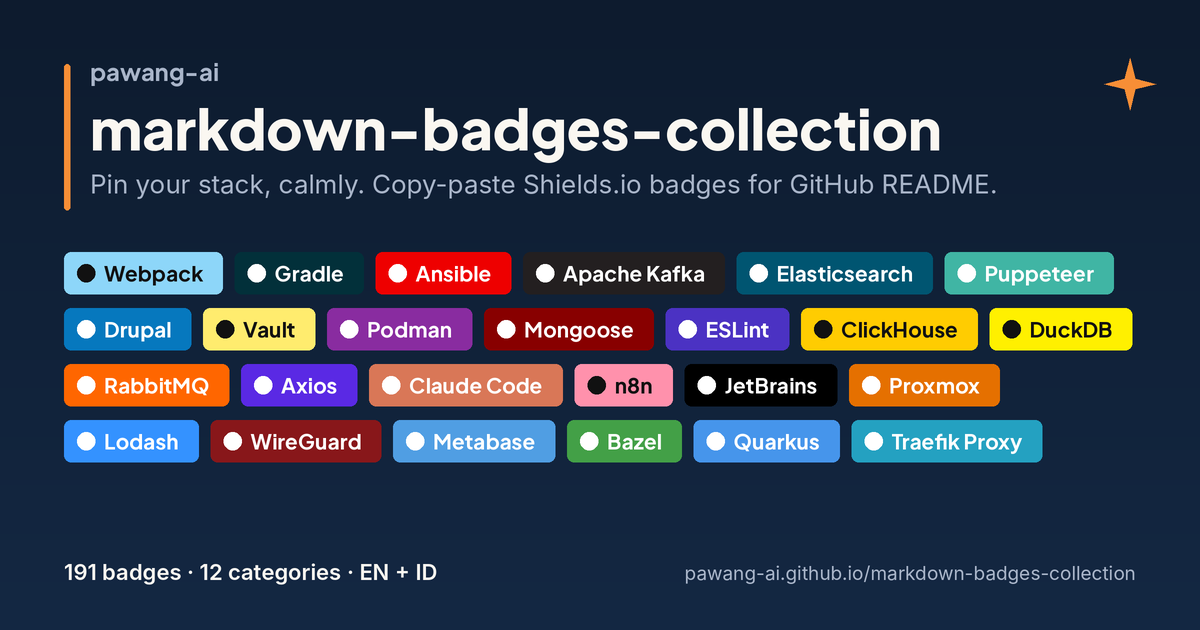 pawang-ai
markdown-badges-collection
Pin your stack, calmly. Copy-paste Shields.io badges for GitHub README.
Webpack Gradle Ansible Apache Kafka Elasticsearch Puppeteer
Drupal Vault Podman Mongoose ESLint ClickHouse DuckDB
RabbitMQ Axios Claude Code n8n JetBrains Proxmox
Lodash WireGuard Metabase Bazel Quarkus Traefik Proxy
191 badges · 12 categories · EN + ID
pawang-ai.github.io/markdown-badges-collection